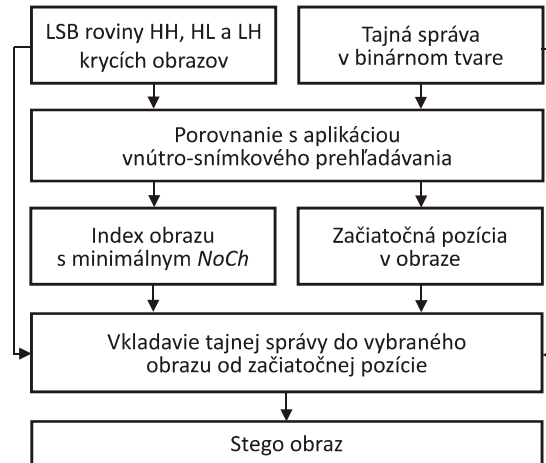 LSB roviny HH, HL a LH
krycích obrazov
Tajná správa
v binárnom tvare
Porovnanie s aplikáciou
vnútro-snímkového prehľadávania
Index obrazu
s minimálnym NoCh
Začiatočná pozícia
v obraze
Vkladavie tajnej správy do vybraného
obrazu od začiatočnej pozície
Stego obraz